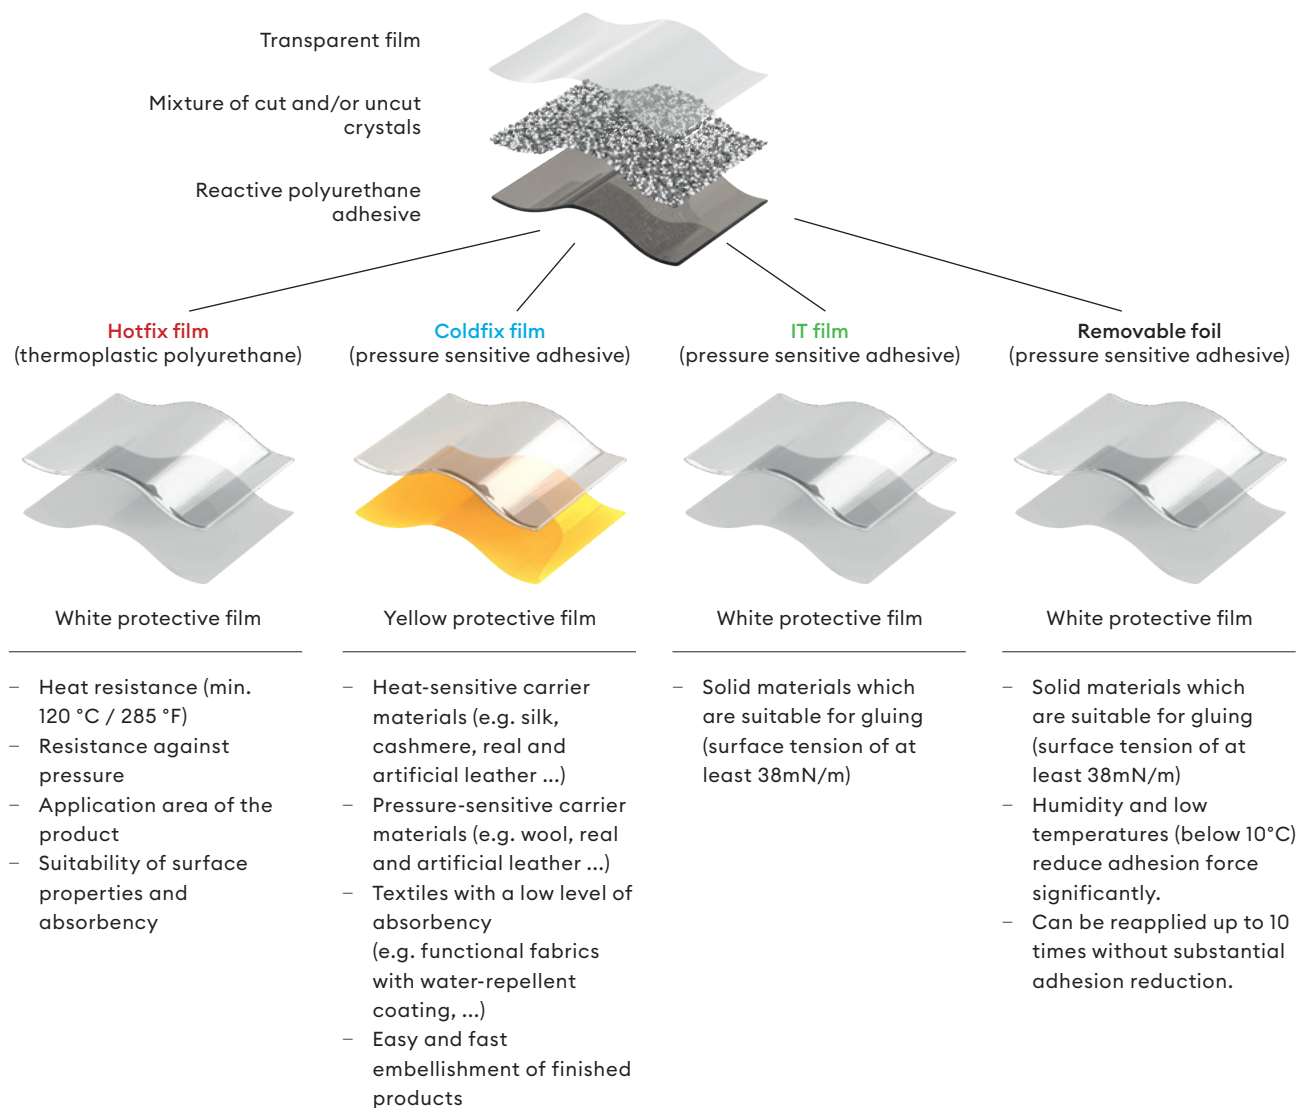 Transparent film
Mixture of cut and/or uncut
crystals
Reactive polyurethane
adhesive
Hotfix film
(thermoplastic polyurethane)
White protective film
– Heat resistance (min.
120 °C / 285 °F)
– Resistance against
pressure
– Application area of the
product
– Suitability of surface
properties and
absorbency
Coldfix film
(pressure sensitive adhesive)
Yellow protective film
– Heat-sensitive carrier
materials (e.g. silk,
cashmere, real and
artificial leather ...)
– Pressure-sensitive carrier
materials (e.g. wool, real
and artificial leather ...)
– Textiles with a low level of
absorbency
(e.g. functional fabrics
with water-repellent
coating, ...)
– Easy and fast
embellishment of finished
products
IT film
(pressure sensitive adhesive)
White protective film
– Solid materials which
are suitable for gluing
(surface tension of at
least 38mN/m)
Removable foil
(pressure sensitive adhesive)
White protective film
– Solid materials which
are suitable for gluing
(surface tension of at
least 38mN/m)
– Humidity and low
temperatures (below 10°C)
reduce adhesion force
significantly.
– Can be reapplied up to 10
times without substantial
adhesion reduction.